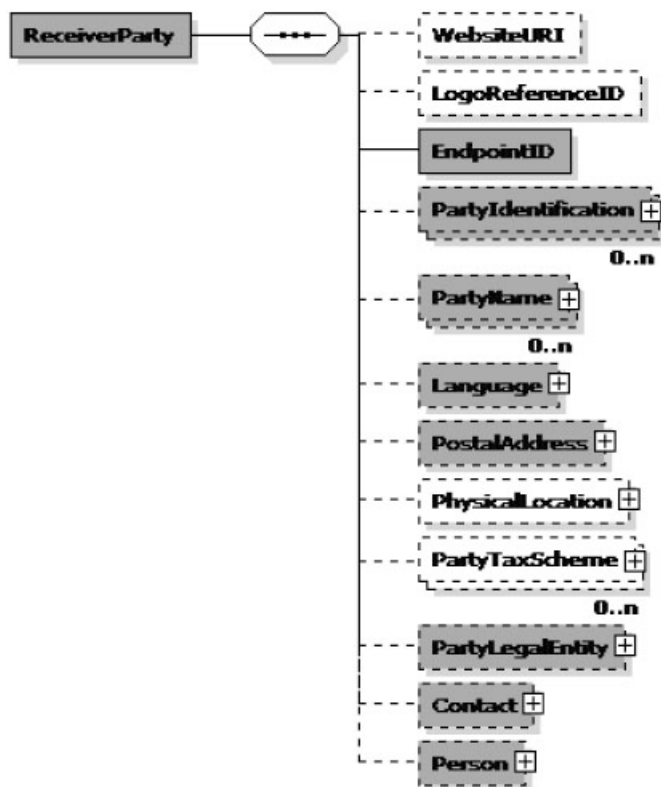 ReceiverParty
WebsiteURI
LogoReferenceID
EndpointID
PartyIdentification
0..n
PartyName
0..n
Language
PostalAddress
PhysicalLocation
PartyTaxScheme
0..n
PartyLegalEntity
Contact
Person